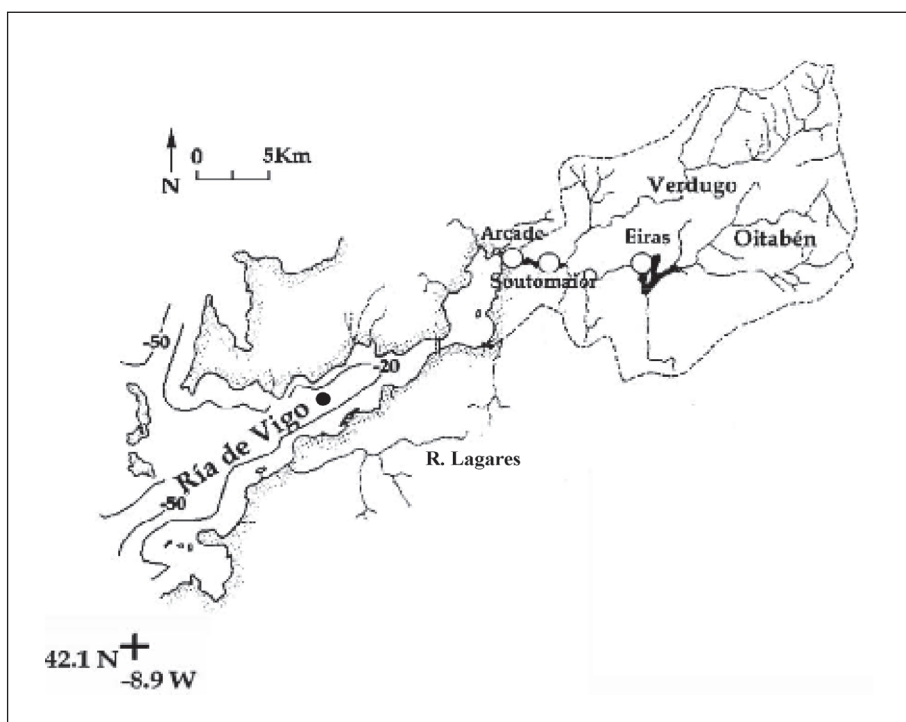 0 5Km
N
Verdugo
Arcade
Eiras
Oitabén
Soutomaior
-50
-20
Ría de Vigo
R. Lagares
-50
42.1 N
-8.9 W